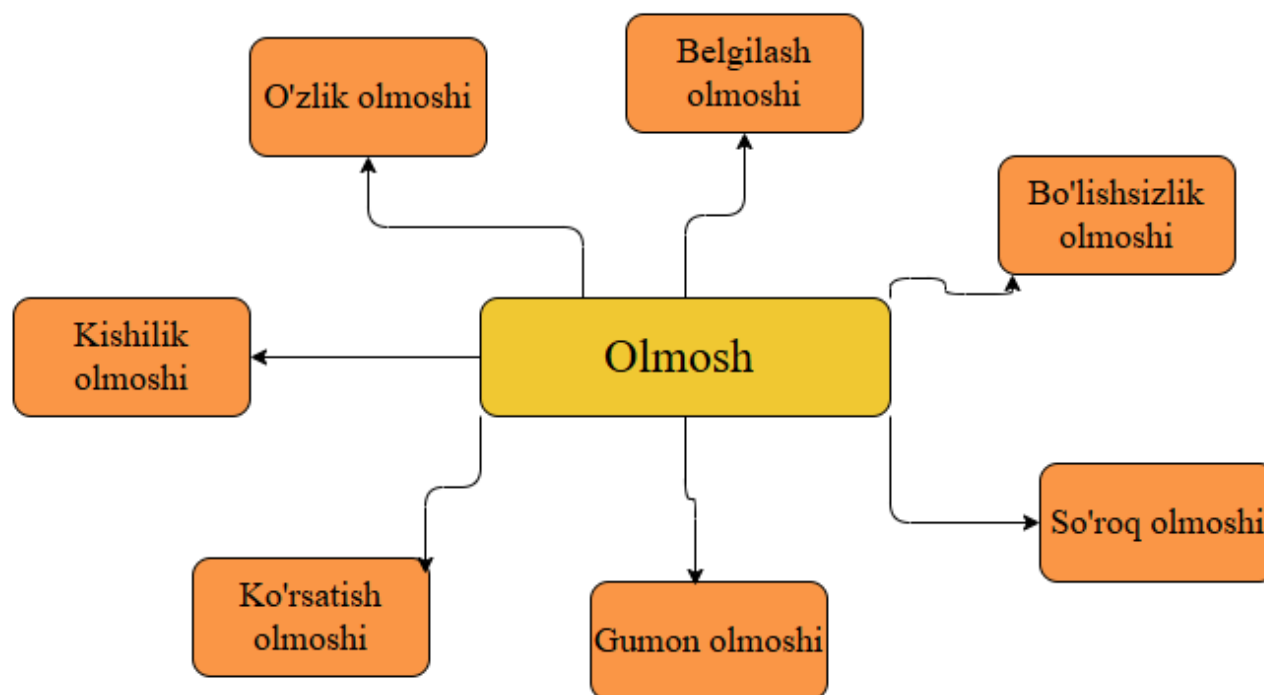 O'zlik olmoshi
Belgilash
olmoshi
Bo'lishsizlik
olmoshi
Kishilik
olmoshi
Olmosh
So'roq olmoshi
Ko'rsatish
olmoshi
Gumon olmoshi